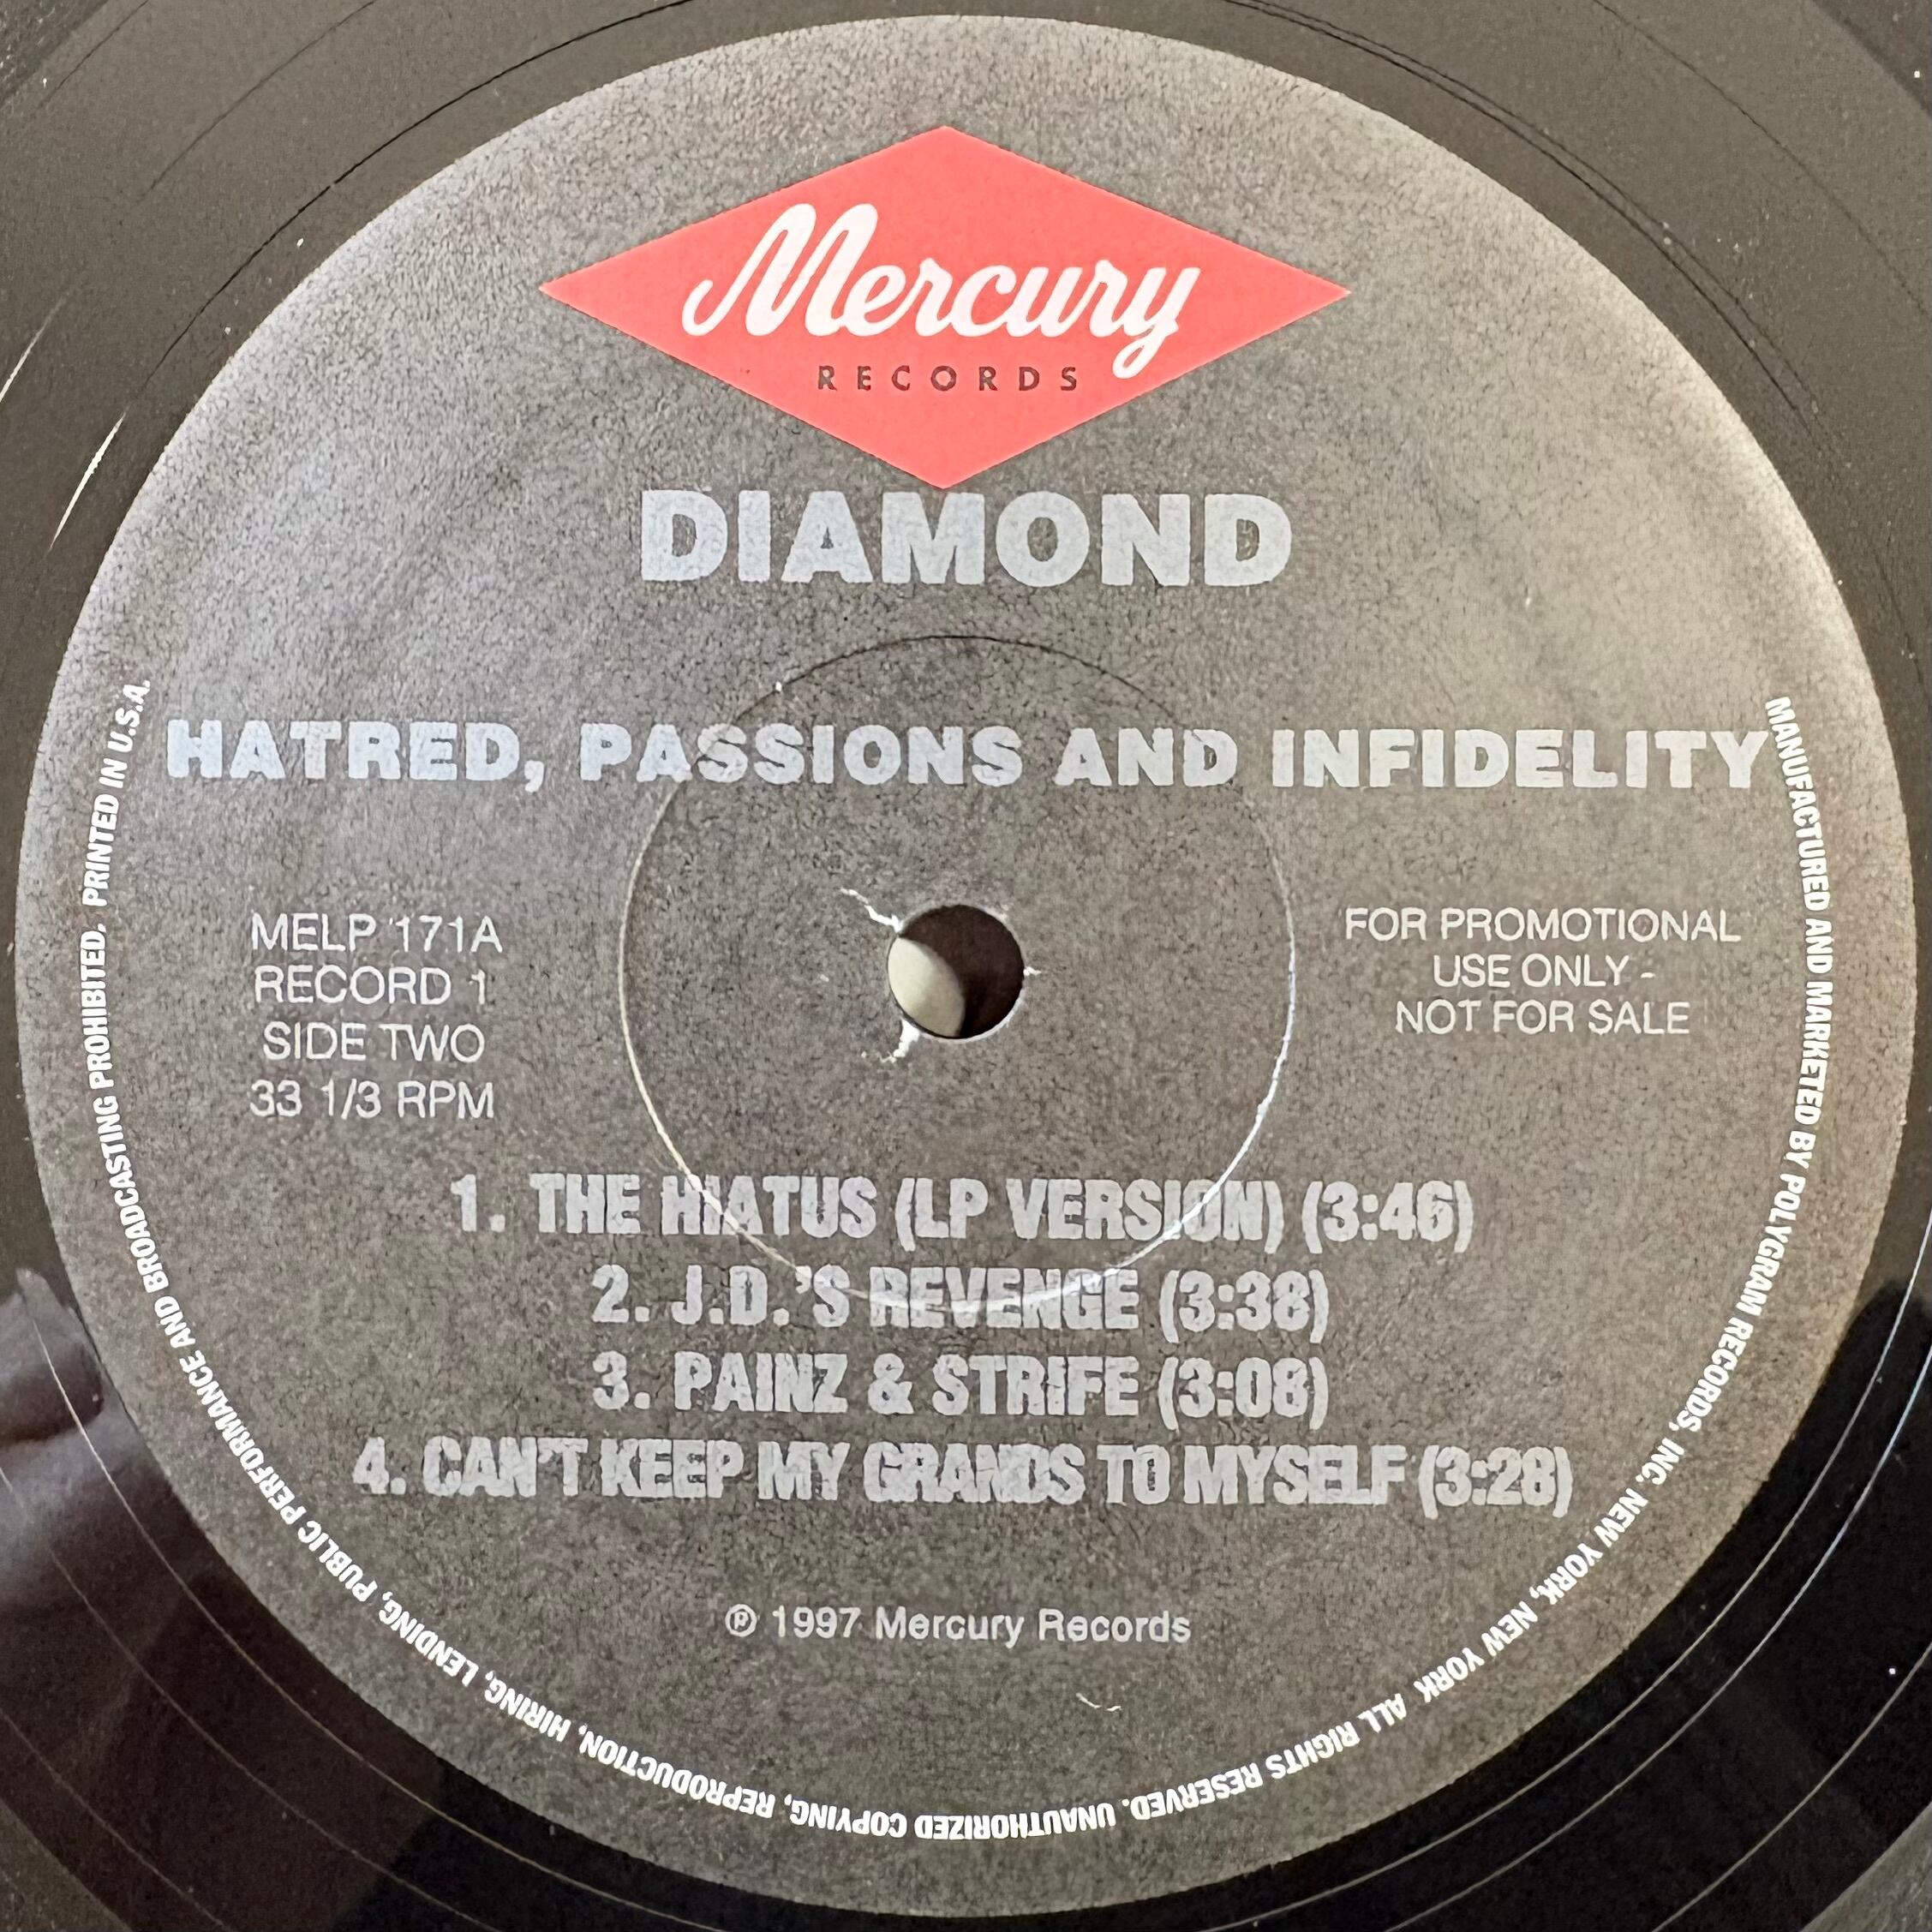 Mercury
RECORDS
DIAMOND
HATRED, PASSIONS AND INFIDELITY
MELP 171A
RECORD 1
SIDE TWO
33 1/3 RPM
FOR PROMOTIONAL
USE ONLY -
NOT FOR SALE
1. THE HIATUS (LP VERSION) (3:46)
2. J.D.'S REVENGE (3:38)
3. PAINZ & STRIFE (3:08)
4. CAN'T KEEP MY GRANDS TO MYSELF (3:28)
℗ 1997 Mercury Records
MANUFACTURED AND MARKETED BY POLYGRAM RECORDS, INC. NEW YORK, NEW YORK ALL RIGHTS RESERVED. UNAUTHORIZED COPYING, REPRODUCTION, HIRING, LENDING, PUBLIC PERFORMANCE AND BROADCASTING PROHIBITED. PRINTED IN U.S.A.